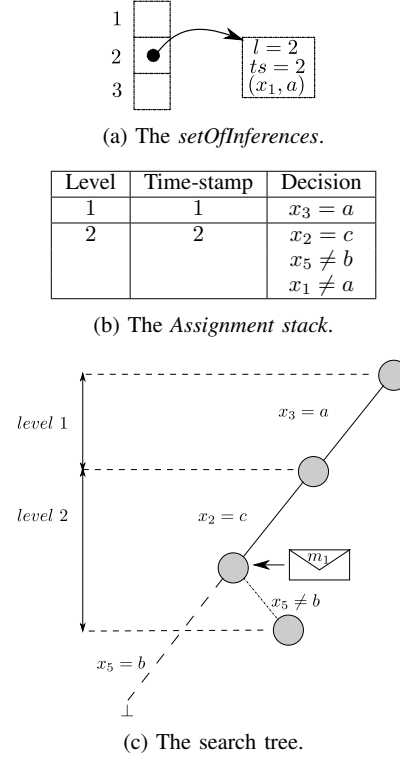 1
2
3
l = 2
ts = 2
(x₁, a)
(a) The setOfInferences.
Level Time-stamp Decision
1 1 x₃ = a
2 2 x₂ = c
x₅ ≠ b
x₁ ≠ a
(b) The Assignment stack.
x₃ = a
level 1
level 2
x₂ = c
m₁
x₅ ≠ b
x₅ = b
⊥
(c) The search tree.